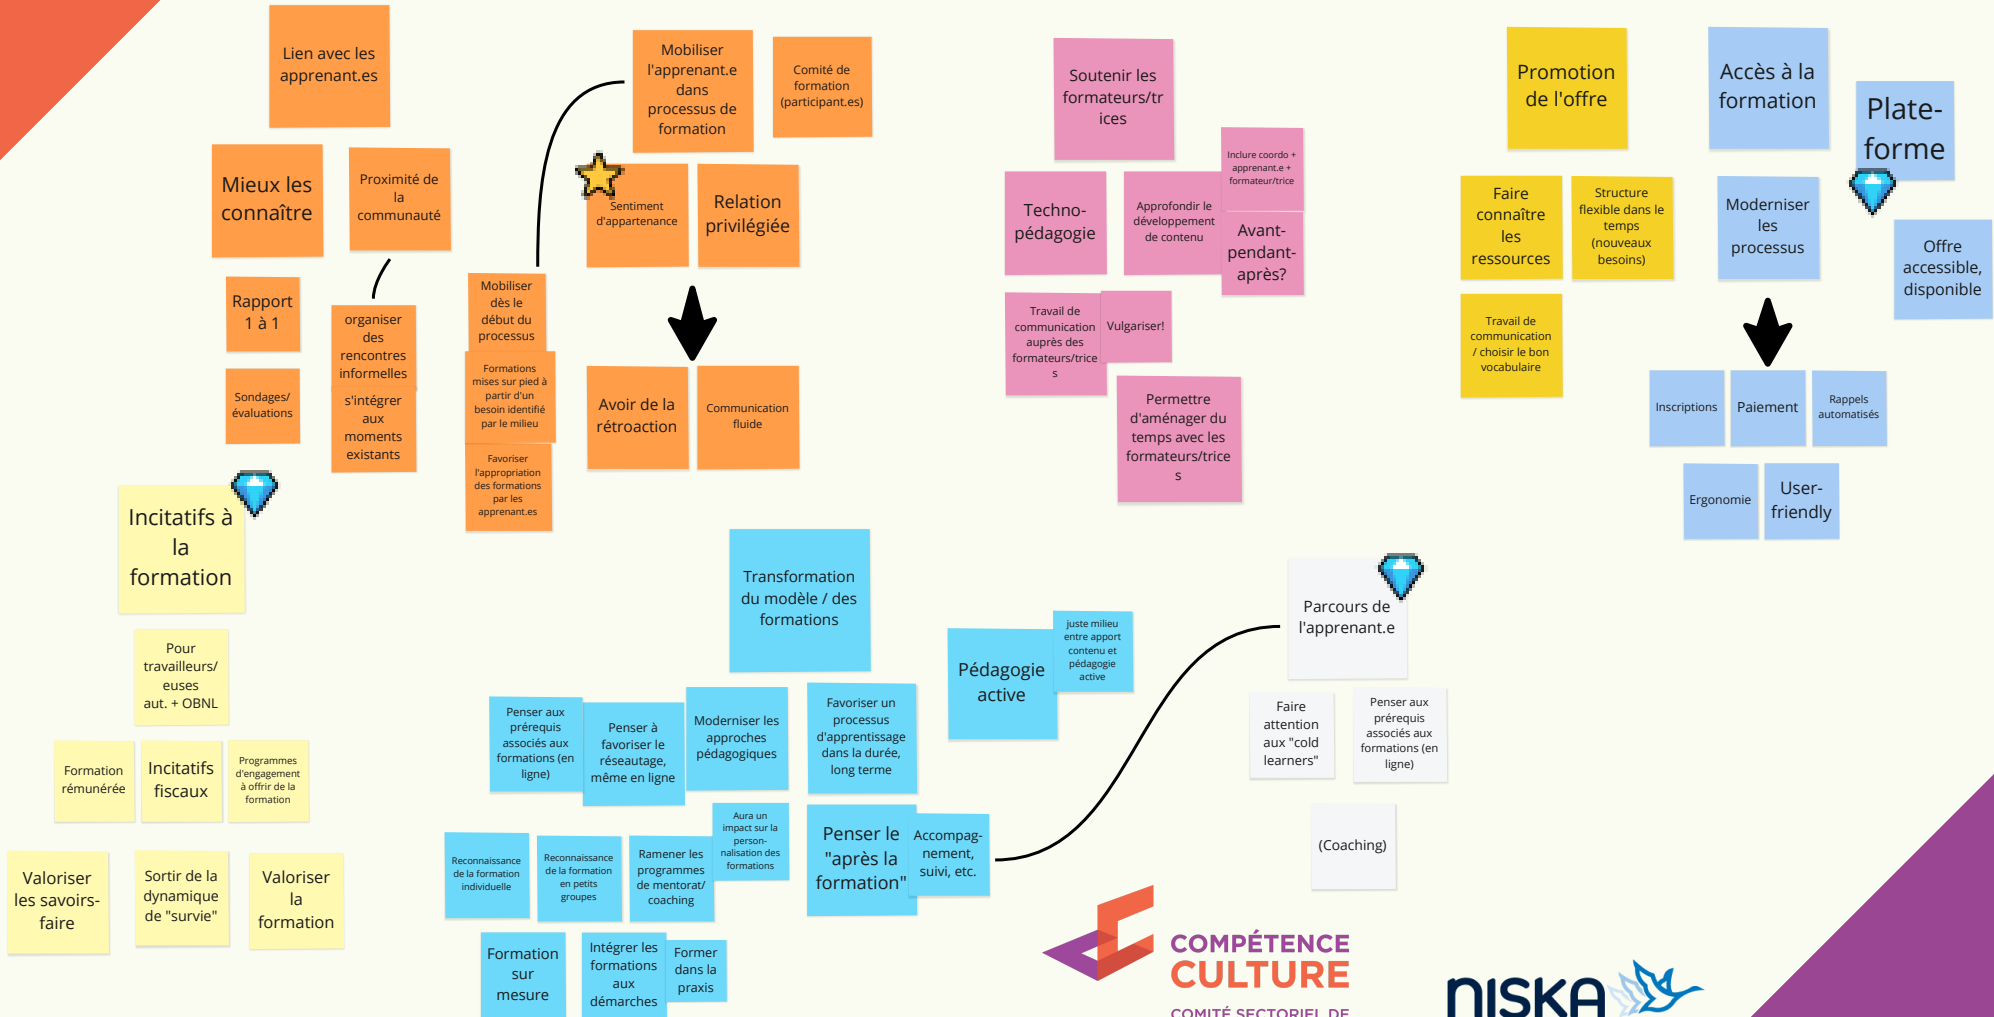 Lien avec les
apprenant.es
Mieux les
connaître
Proximité de
la
communauté
Rapport
1 à 1
organiser
des
rencontres
informelles
Sondages/
évaluations
s'intégrer
aux
moments
existants
Mobiliser
l'apprenant.e
dans
processus de
formation
Comité de
formation
(participant.es)
Sentiment
d'appartenance
Relation
privilégiée
Mobiliser
dès le
début du
processus
Formations
mises sur pied à
partir d'un
besoin identifié
par le milieu
Favoriser
l'appropriation
des formations
par les
apprenant.es
Avoir de la
rétroaction
Communication
fluide
Soutenir les
formateurs/tr
ices
Inclure coordo +
apprenant.e +
formateur/trice
Techno-
pédagogie
Approfondir le
développement
de contenu
Avant-
pendant-
après?
Travail de
communication
auprès des
formateurs/trice
s
Vulgariser!
Permettre
d'aménager du
temps avec les
formateurs/trice
s
Promotion
de l'offre
Faire
connaître
les
ressources
Structure
flexible dans le
temps
(nouveaux
besoins)
Travail de
communication
/ choisir le bon
vocabulaire
Accès à la
formation
Plate-
forme
Moderniser
les
processus
Offre
accessible,
disponible
Inscriptions
Paiement
Rappels
automatisés
Ergonomie
User-
friendly
Incitatifs à
la
formation
Pour
travailleurs/
euses
aut. + OBNL
Formation
rémunérée
Incitatifs
fiscaux
Programmes
d'engagement
à offrir de la
formation
Valoriser
les savoirs-
faire
Sortir de la
dynamique
de "survie"
Valoriser
la
formation
Transformation
du modèle / des
formations
Pédagogie
active
juste milieu
entre apport
contenu et
pédagogie
active
Penser aux
prérequis
associés aux
formations (en
ligne)
Penser à
favoriser le
réseautage,
même en ligne
Moderniser les
approches
pédagogiques
Favoriser un
processus
d'apprentissage
dans la durée,
long terme
Reconnaissance
de la formation
individuelle
Reconnaissance
de la formation
en petits
groupes
Ramener les
programmes
de mentorat/
coaching
Aura un
impact sur la
person-
nalisation des
formations
Penser le
"après la
formation"
Accompag-
nement,
suivi, etc.
Formation
sur
mesure
Intégrer les
formations
aux
démarches
Former
dans la
praxis
Parcours de
l'apprenant.e
Faire
attention
aux "cold
learners"
Penser aux
prérequis
associés aux
formations (en
ligne)
(Coaching)
COMPÉTENCE
CULTURE
COMITÉ SECTORIEL DE
NISKA